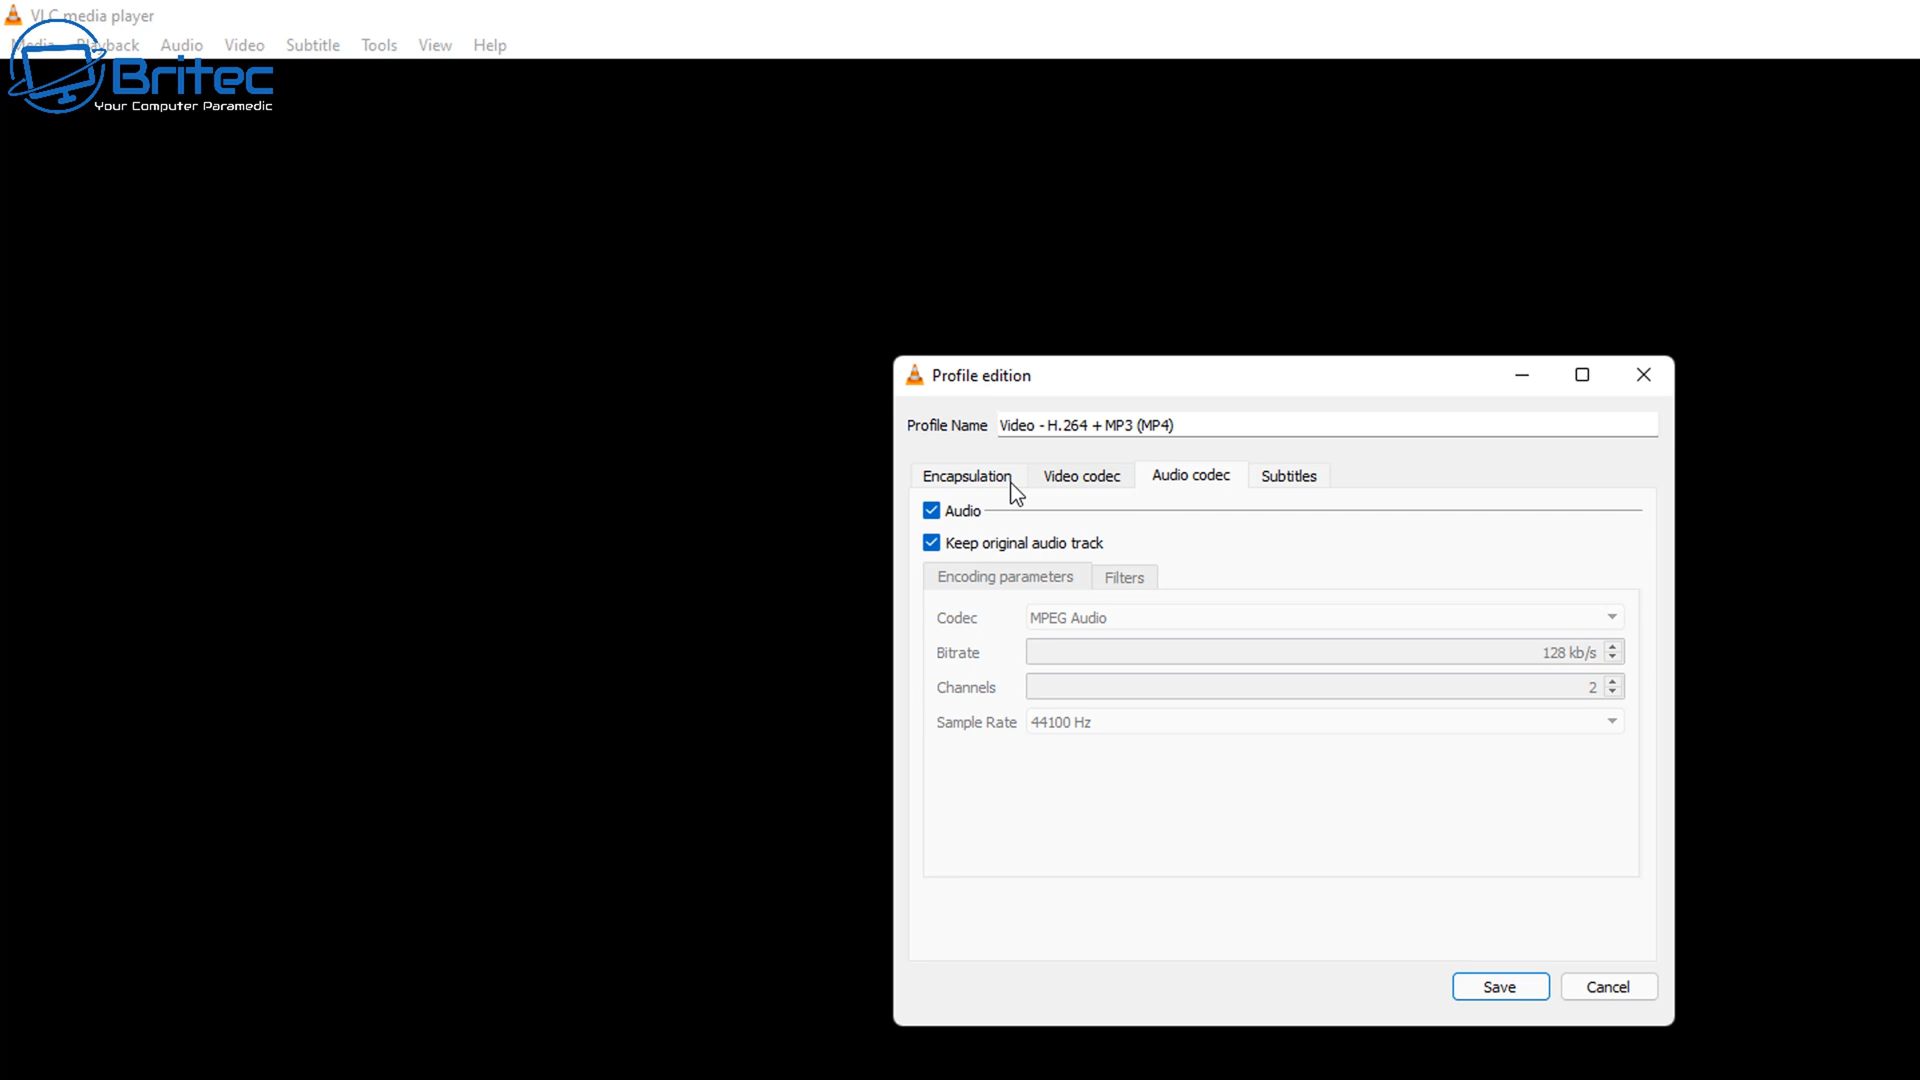 VLC media player
Media Playback Audio Video Subtitle Tools View Help
Britec
Your Computer Paramedic
Profile edition
Profile Name Video - H.264 + MP3 (MP4)
Encapsulation Video codec Audio codec Subtitles
Audio
Keep original audio track
Encoding parameters Filters
Codec MPEG Audio
Bitrate 128 kb/s
Channels 2
Sample Rate 44100 Hz
Save Cancel